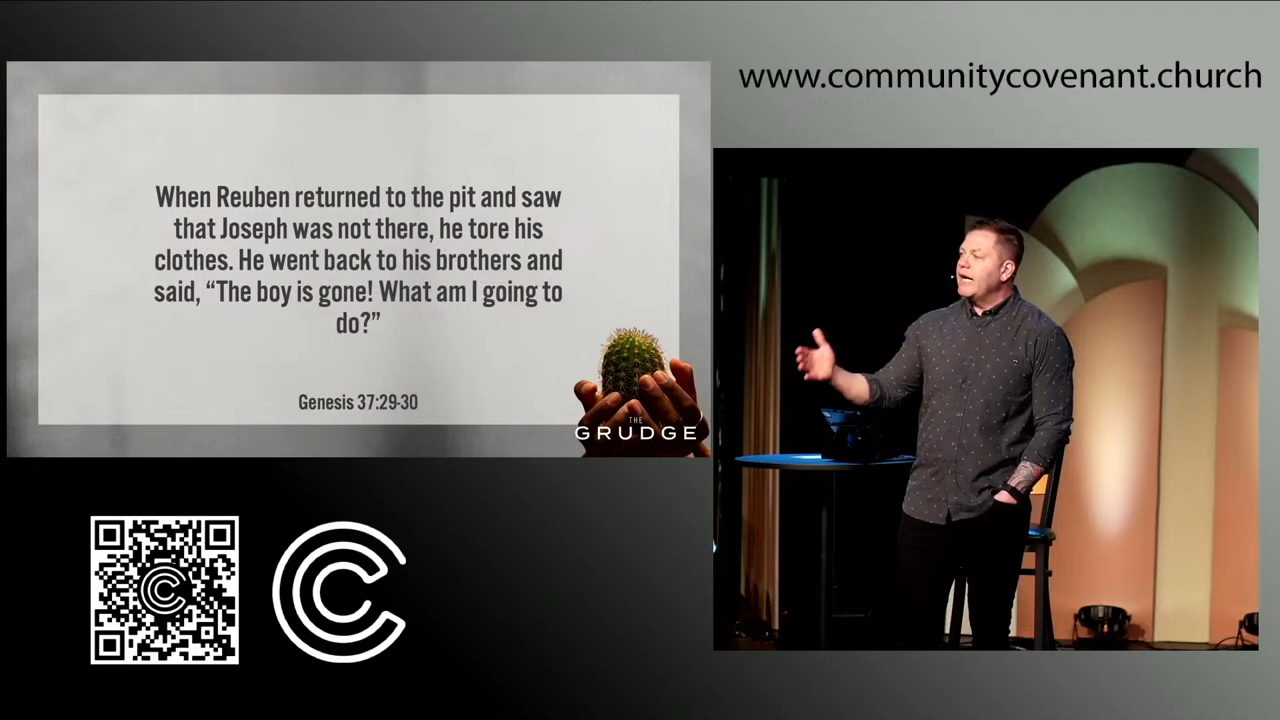 www.communitycovenant.church
When Reuben returned to the pit and saw
that Joseph was not there, he tore his
clothes. He went back to his brothers and
said, “The boy is gone! What am I going to
do?”
Genesis 37:29-30
THE
GRUDGE